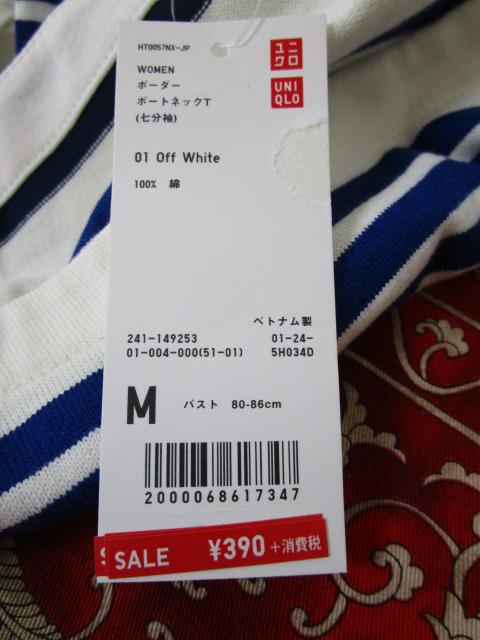 HT0057NX-JP
ユニ
クロ
UNI
QLO
WOMEN
ボーダー
ボートネックT
(七分袖)
01 Off White
100% 綿
ベトナム製
241-149253 01-24-
01-004-000(51-01) 5H034D
M バスト 80-86cm
2000068617347
SALE ¥390 +消費税